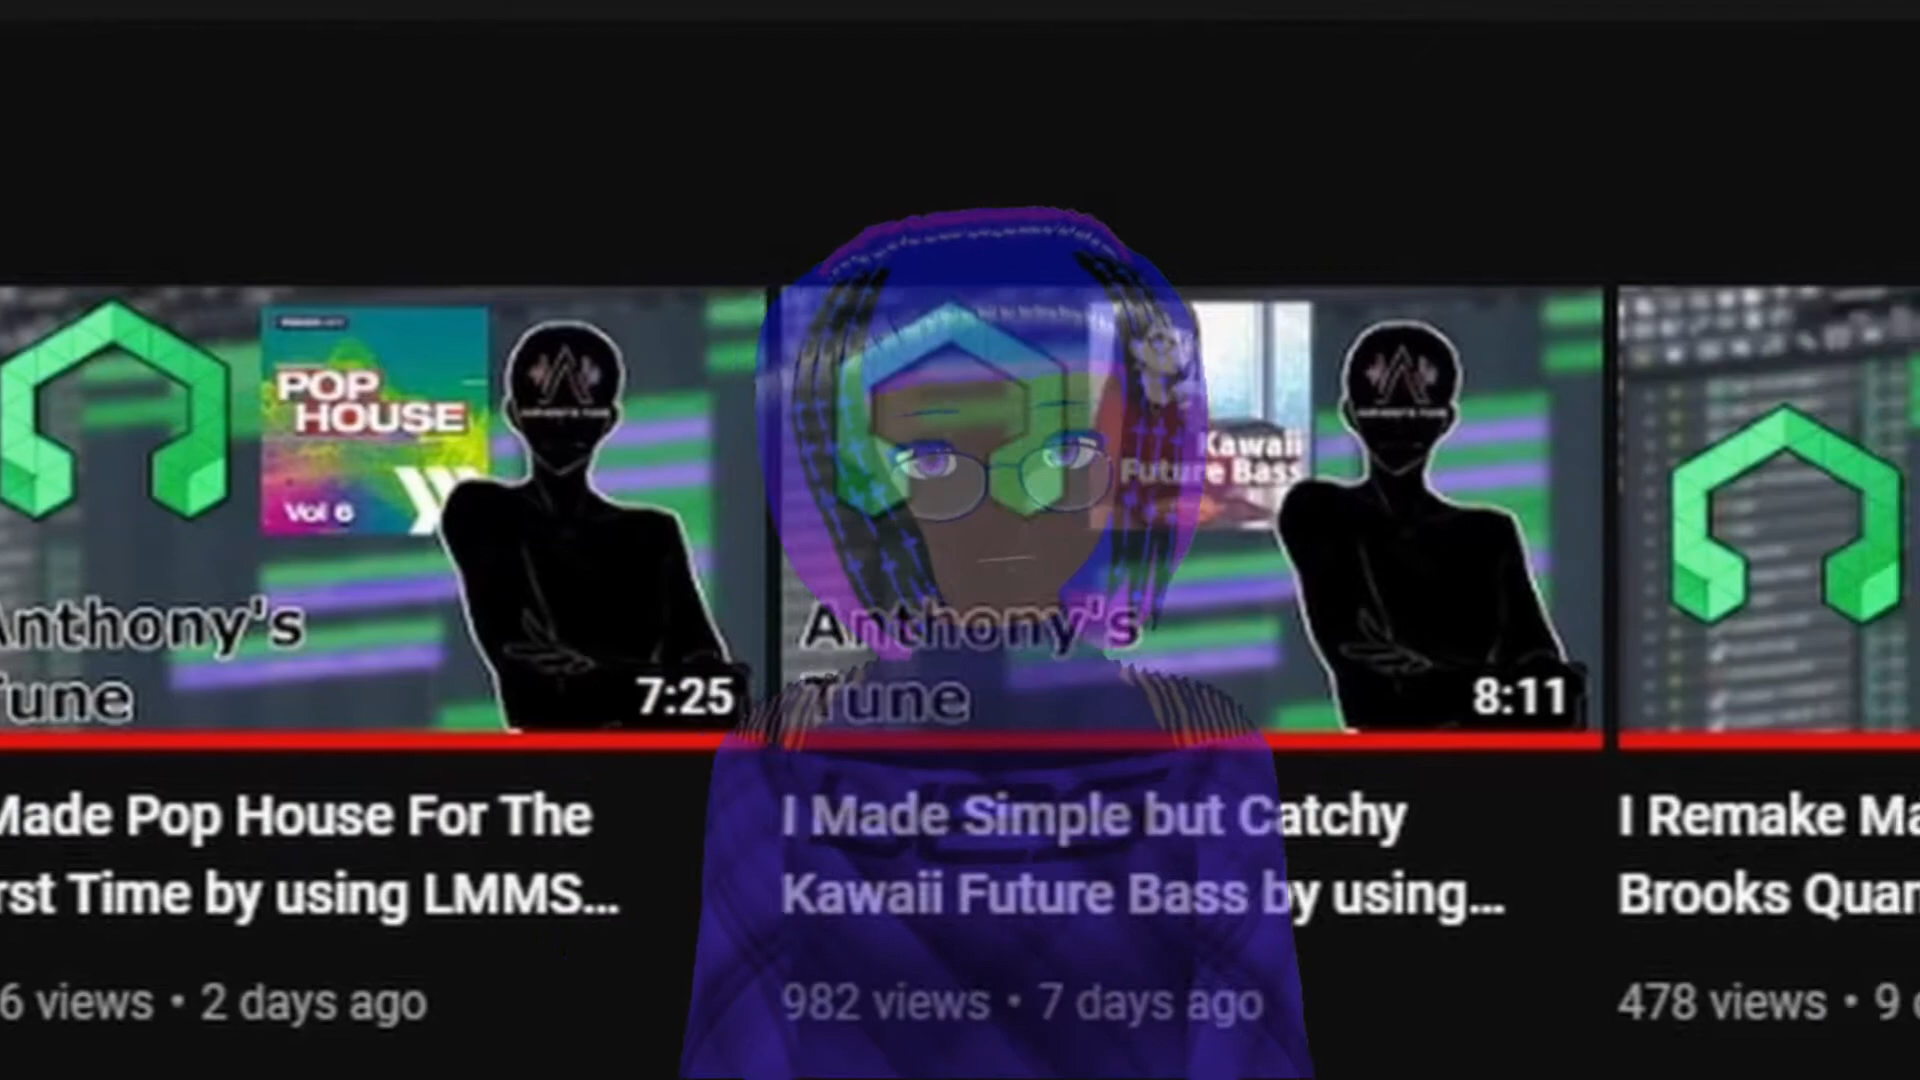 POP
HOUSE
Vol 6
Anthony's
Tune
7:25
Made Pop House For The
rst Time by using LMMS...
6 views • 2 days ago
Kawaii
Future Bass
Anthony's
Tune
8:11
I Made Simple but Catchy
Kawaii Future Bass by using...
982 views • 7 days ago
I Remake Ma
Brooks Quan
478 views • 9 d